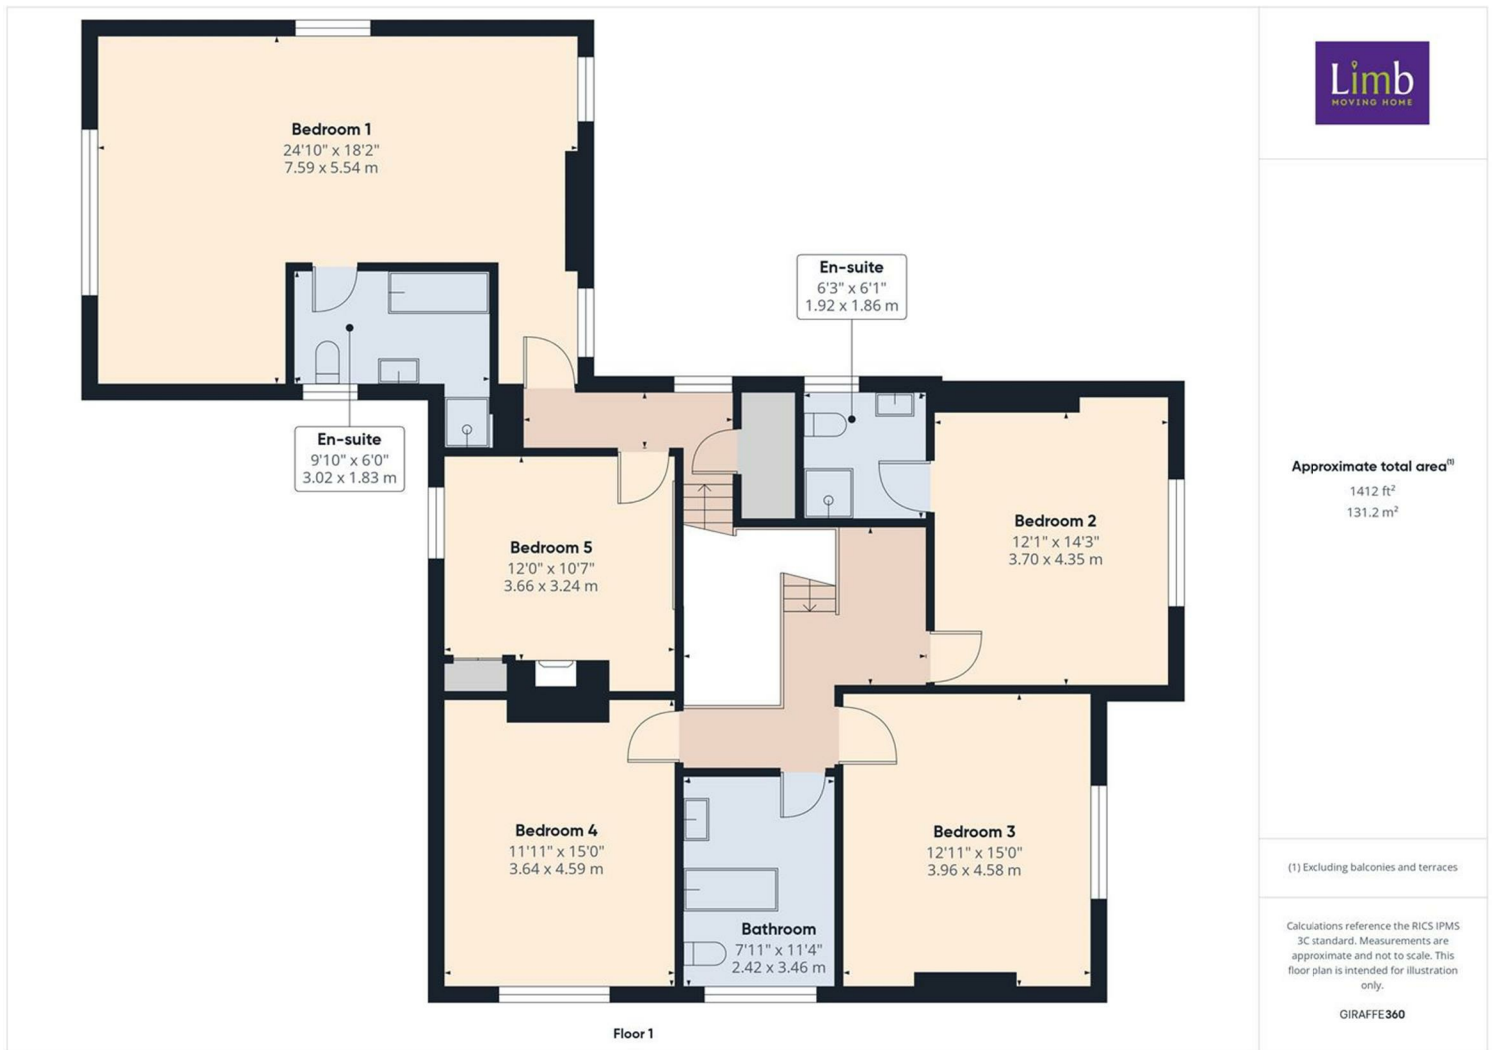 Bedroom 1
24'10" x 18'2"
7.59 x 5.54 m
En-suite
6'3" x 6'1"
1.92 x 1.86 m
En-suite
9'10" x 6'0"
3.02 x 1.83 m
Bedroom 2
12'1" x 14'3"
3.70 x 4.35 m
Bedroom 5
12'0" x 10'7"
3.66 x 3.24 m
Bedroom 4
11'11" x 15'0"
3.64 x 4.59 m
Bedroom 3
12'11" x 15'0"
3.96 x 4.58 m
Bathroom
7'11" x 11'4"
2.42 x 3.46 m
Floor 1
Limb
MOVING HOME
Approximate total area⁽¹⁾
1412 ft²
131.2 m²
(1) Excluding balconies and terraces
Calculations reference the RICS IPMS
3C standard. Measurements are
approximate and not to scale. This
floor plan is intended for illustration
only.
GIRAFFE360